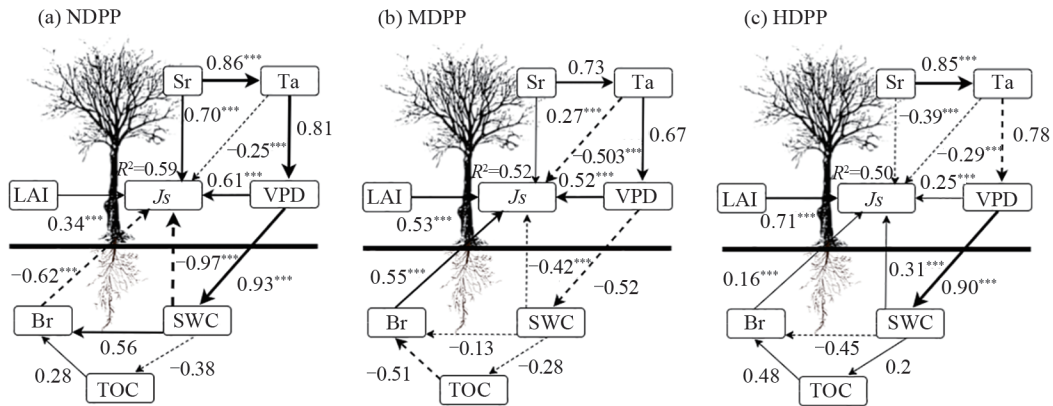 (a) NDPP
Sr
0.86***
Ta
0.70***
−0.25***
0.81
R²=0.59
LAI
Js
0.61***
VPD
0.34***
−0.62***
−0.97***
0.93***
Br
0.56
SWC
0.28
TOC
−0.38
(b) MDPP
Sr
0.73
Ta
0.27***
−0.503***
0.67
R²=0.52
LAI
Js
0.52***
VPD
0.53***
0.55***
−0.42***
−0.52
Br
−0.13
SWC
−0.51
TOC
−0.28
(c) HDPP
Sr
0.85***
Ta
−0.39***
−0.29***
0.78
R²=0.50
LAI
Js
0.25***
VPD
0.71***
0.16***
0.31***
0.90***
Br
−0.45
SWC
0.48
TOC
0.2